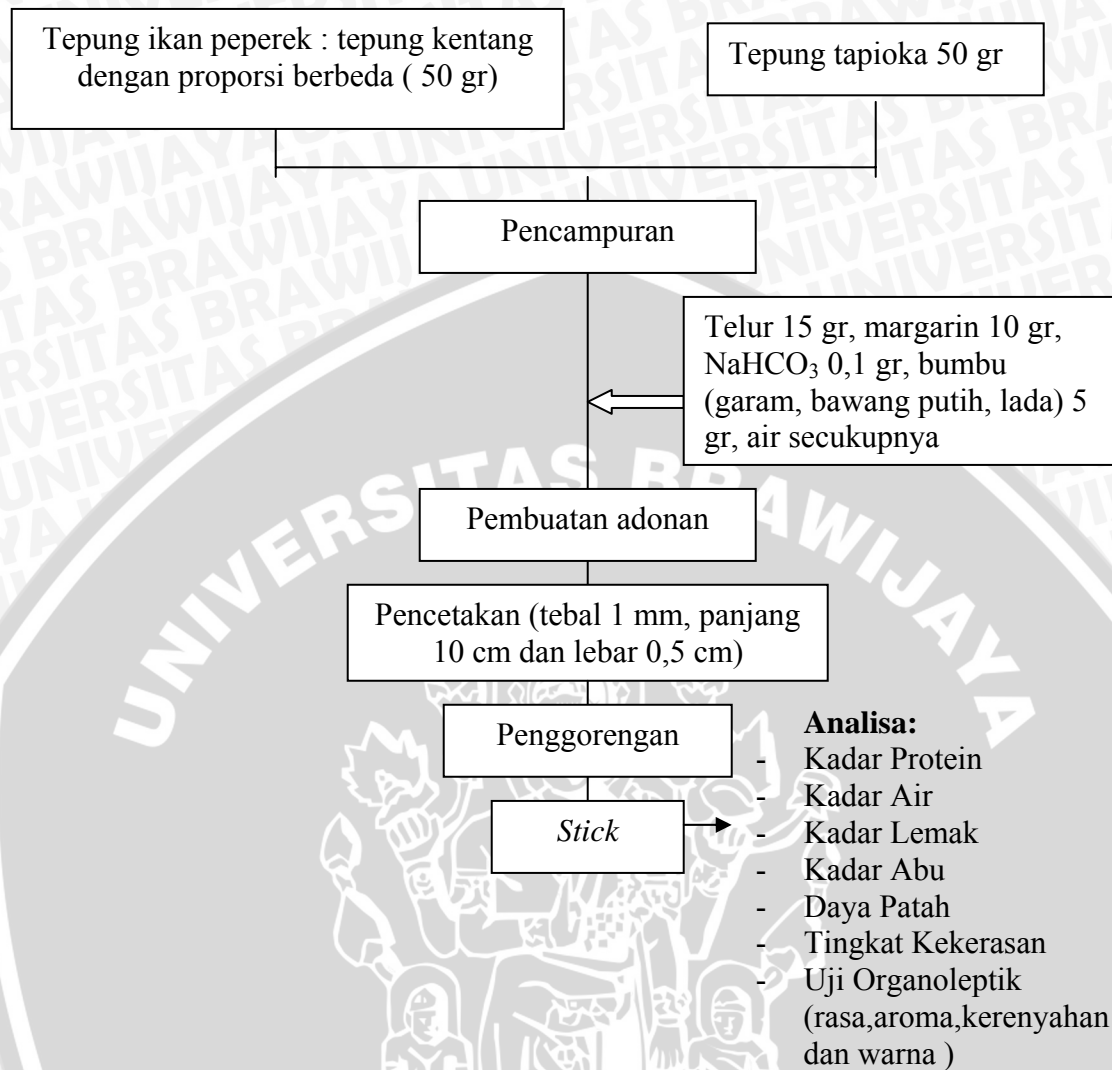 Tepung ikan peperek : tepung kentang
dengan proporsi berbeda ( 50 gr)
Tepung tapioka 50 gr
Pencampuran
Telur 15 gr, margarin 10 gr,
NaHCO₃ 0,1 gr, bumbu
(garam, bawang putih, lada) 5
gr, air secukupnya
Pembuatan adonan
Pencetakan (tebal 1 mm, panjang
10 cm dan lebar 0,5 cm)
Penggorengan
Stick
Analisa:
- Kadar Protein
- Kadar Air
- Kadar Lemak
- Kadar Abu
- Daya Patah
- Tingkat Kekerasan
- Uji Organoleptik
(rasa,aroma,kerenyahan
dan warna )
UNIVERSITAS BRAWIJAYA